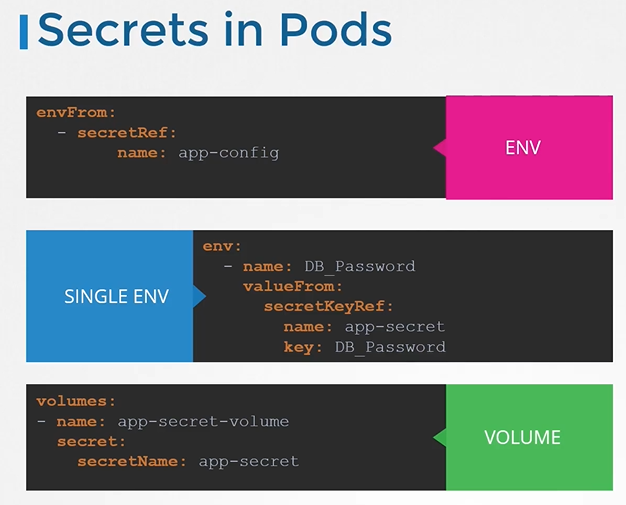 Secrets in Pods
envFrom:
  - secretRef:
        name: app-config
ENV
SINGLE ENV
env:
  - name: DB_Password
    valueFrom:
      secretKeyRef:
        name: app-secret
        key: DB_Password
volumes:
- name: app-secret-volume
  secret:
    secretName: app-secret
VOLUME